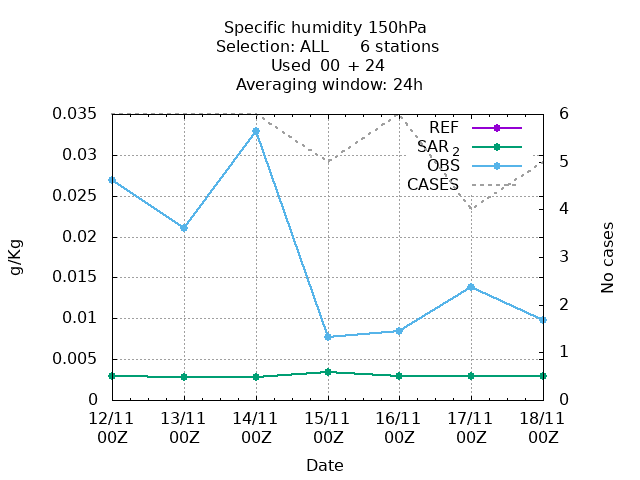 Specific humidity 150hPa
Selection: ALL 6 stations
Used 00 + 24
Averaging window: 24h
0.035
0.03
0.025
0.02
0.015
0.01
0.005
0
g/Kg
6
5
4
3
2
1
0
No cases
REF
SAR 2
OBS
CASES
12/11 13/11 14/11 15/11 16/11 17/11 18/11
00Z 00Z 00Z 00Z 00Z 00Z 00Z
Date